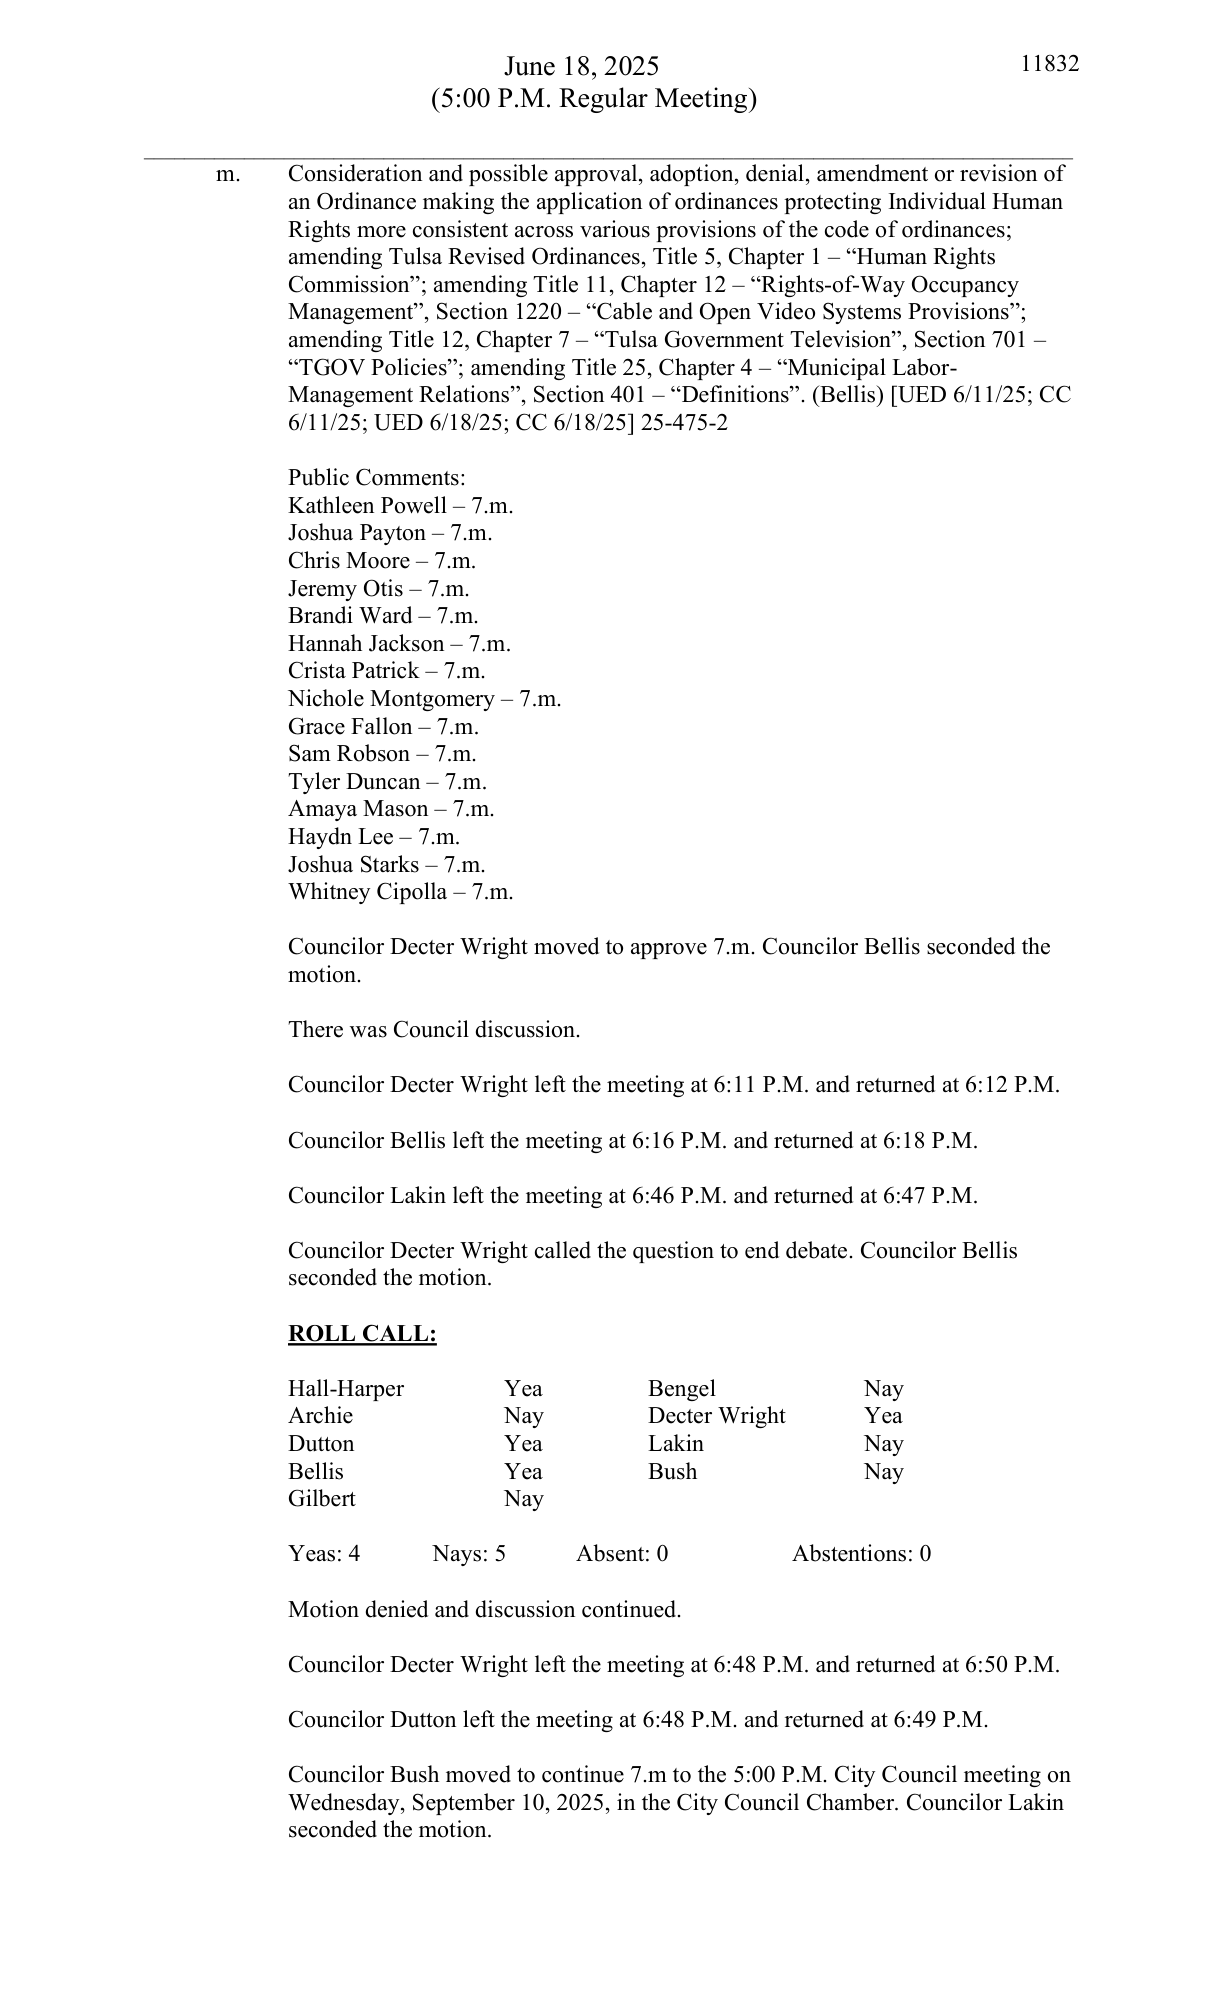 June 18, 2025
11832
(5:00 P.M. Regular Meeting)
m. Consideration and possible approval, adoption, denial, amendment or revision of
an Ordinance making the application of ordinances protecting Individual Human
Rights more consistent across various provisions of the code of ordinances;
amending Tulsa Revised Ordinances, Title 5, Chapter 1 – “Human Rights
Commission”; amending Title 11, Chapter 12 – “Rights-of-Way Occupancy
Management”, Section 1220 – “Cable and Open Video Systems Provisions”;
amending Title 12, Chapter 7 – “Tulsa Government Television”, Section 701 –
“TGOV Policies”; amending Title 25, Chapter 4 – “Municipal Labor-
Management Relations”, Section 401 – “Definitions”. (Bellis) [UED 6/11/25; CC
6/11/25; UED 6/18/25; CC 6/18/25] 25-475-2
Public Comments:
Kathleen Powell – 7.m.
Joshua Payton – 7.m.
Chris Moore – 7.m.
Jeremy Otis – 7.m.
Brandi Ward – 7.m.
Hannah Jackson – 7.m.
Crista Patrick – 7.m.
Nichole Montgomery – 7.m.
Grace Fallon – 7.m.
Sam Robson – 7.m.
Tyler Duncan – 7.m.
Amaya Mason – 7.m.
Haydn Lee – 7.m.
Joshua Starks – 7.m.
Whitney Cipolla – 7.m.
Councilor Decter Wright moved to approve 7.m. Councilor Bellis seconded the
motion.
There was Council discussion.
Councilor Decter Wright left the meeting at 6:11 P.M. and returned at 6:12 P.M.
Councilor Bellis left the meeting at 6:16 P.M. and returned at 6:18 P.M.
Councilor Lakin left the meeting at 6:46 P.M. and returned at 6:47 P.M.
Councilor Decter Wright called the question to end debate. Councilor Bellis
seconded the motion.
ROLL CALL:
Hall-Harper Yea Bengel Nay
Archie Nay Decter Wright Yea
Dutton Yea Lakin Nay
Bellis Yea Bush Nay
Gilbert Nay
Yeas: 4 Nays: 5 Absent: 0 Abstentions: 0
Motion denied and discussion continued.
Councilor Decter Wright left the meeting at 6:48 P.M. and returned at 6:50 P.M.
Councilor Dutton left the meeting at 6:48 P.M. and returned at 6:49 P.M.
Councilor Bush moved to continue 7.m to the 5:00 P.M. City Council meeting on
Wednesday, September 10, 2025, in the City Council Chamber. Councilor Lakin
seconded the motion.